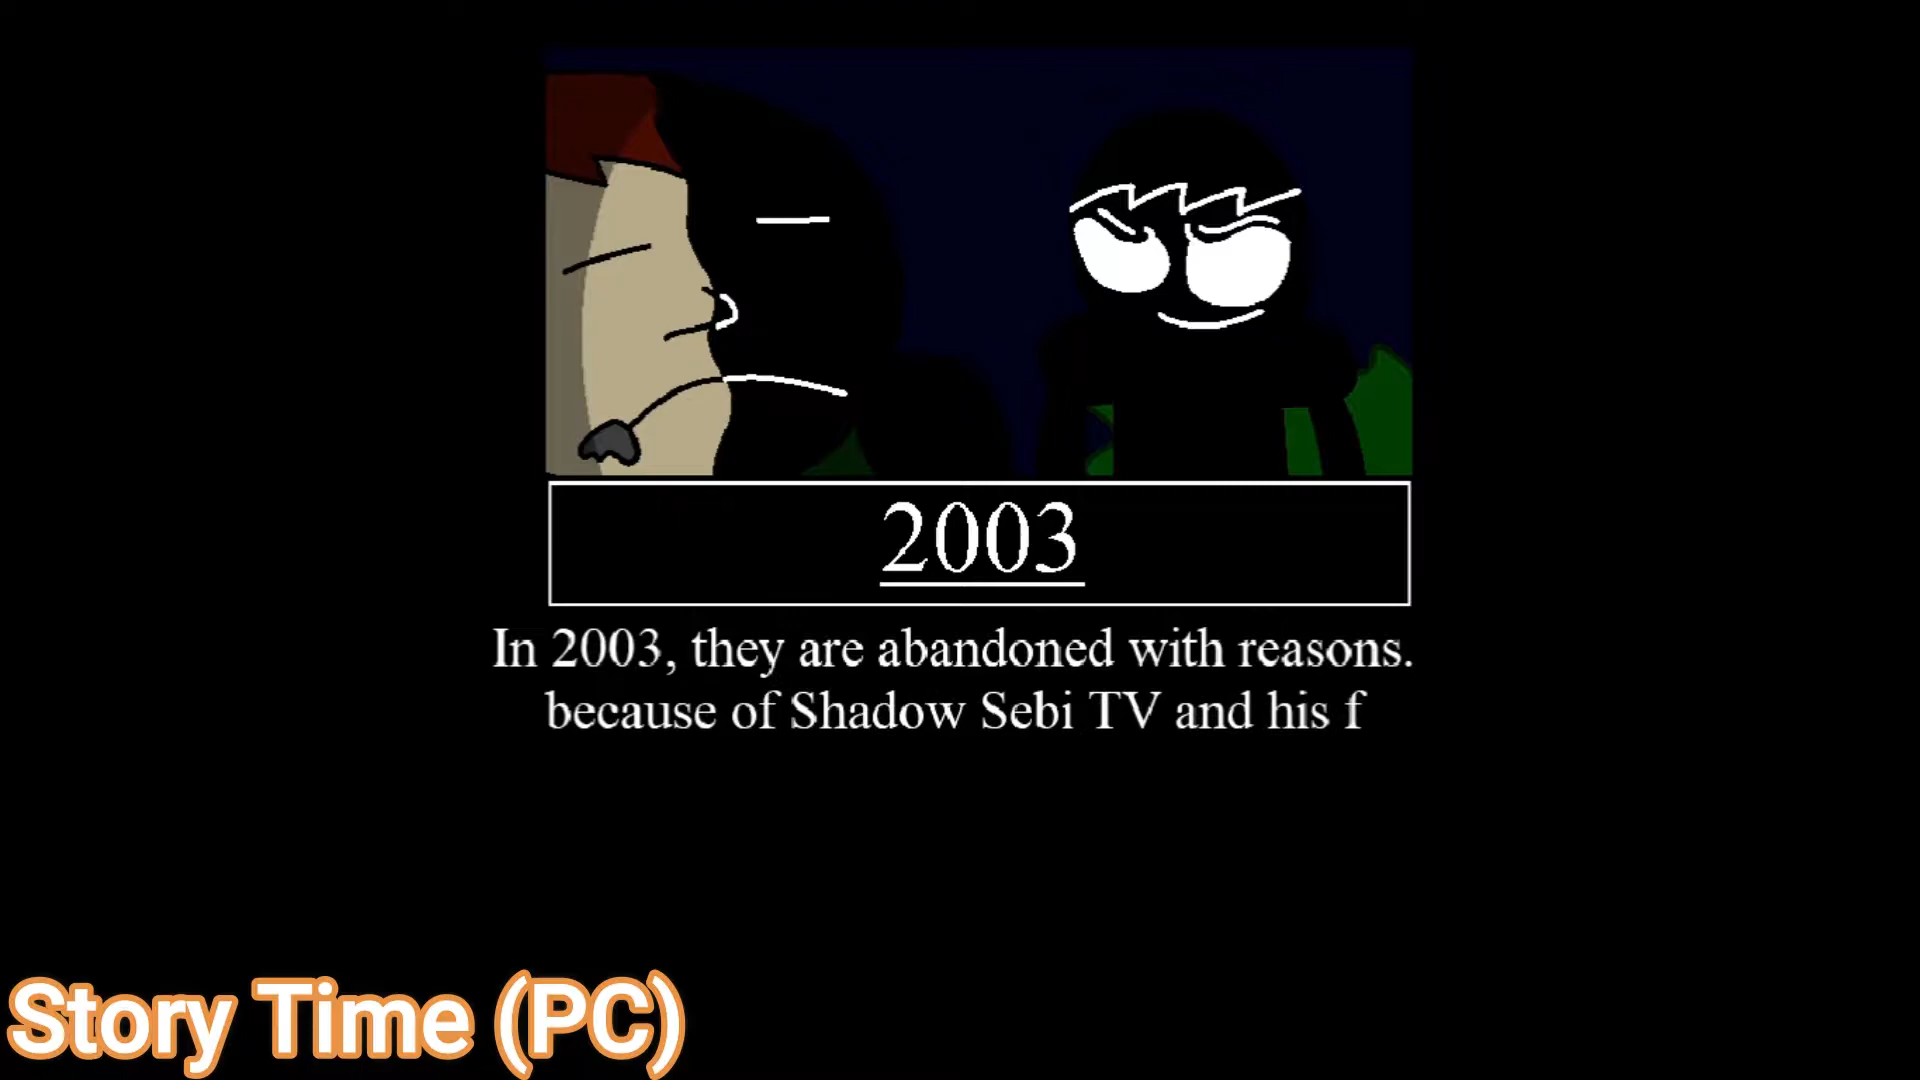 2003
In 2003, they are abandoned with reasons.
because of Shadow Sebi TV and his f
Story Time (PC)